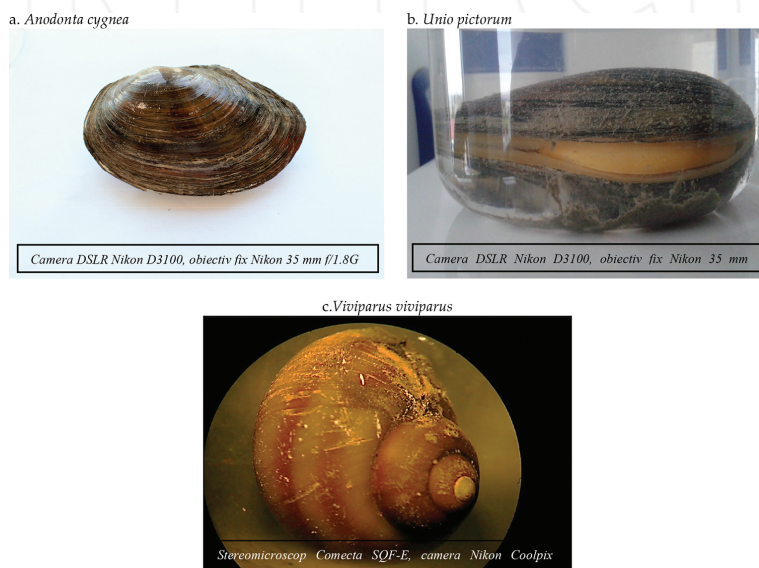 a. Anodonta cygnea
b. Unio pictorum
Camera DSLR Nikon D3100, obiectiv fix Nikon 35 mm f/1.8G
Camera DSLR Nikon D3100, obiectiv fix Nikon 35 mm
c.Viviparus viviparus
Stereomicroscop Comecta SQF-E, camera Nikon Coolpix